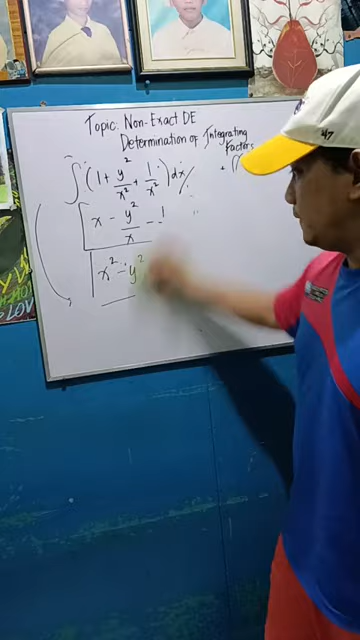 Topic: Non-Exact DE
Determination of Integrating
Factors
∫(1 + y²/x² + 1/x²)dx
x - y²/x - 1
x² - y²
47